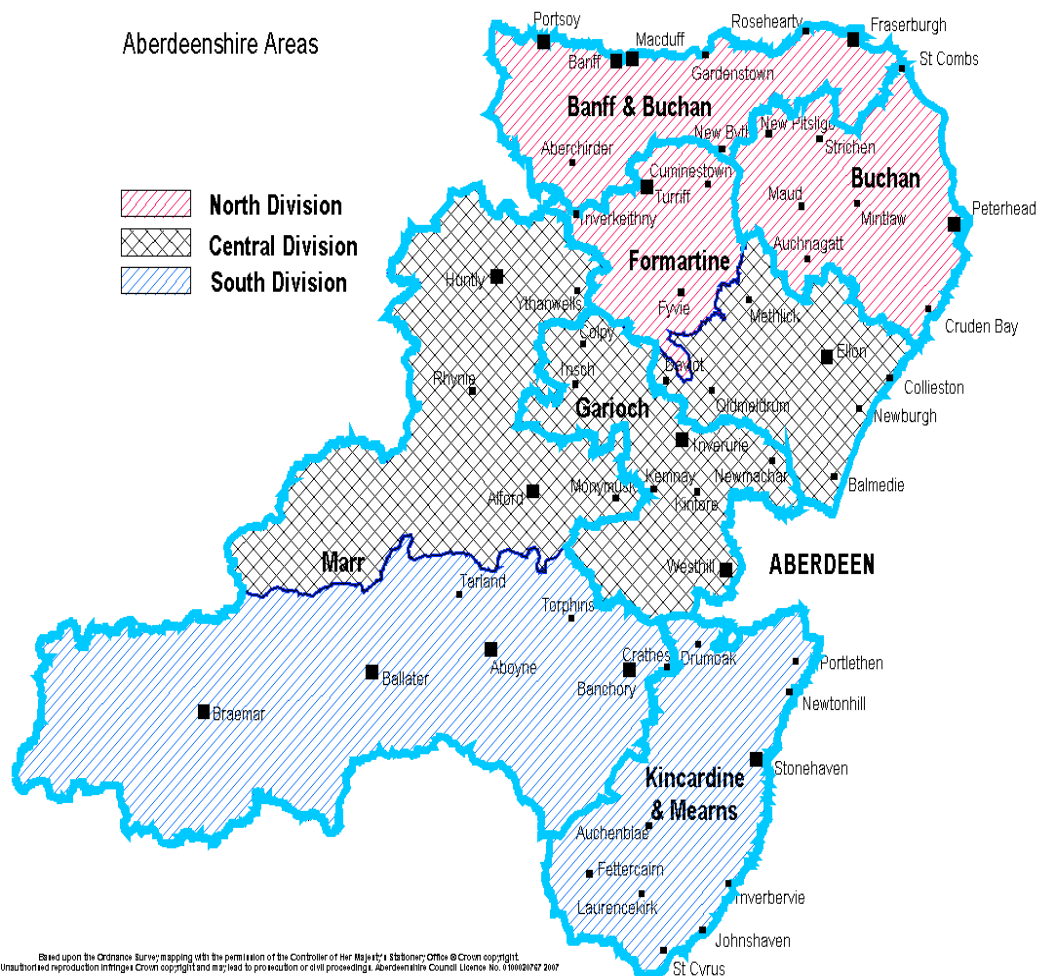 Aberdeenshire Areas
Portsoy
Macduff
Banff
Rosehearty
Fraserburgh
Gardenstown
St Combs
Banff & Buchan
New Pitsligo
New Byth
Strichen
Aberchirder
Cuminestown
Turriff
Buchan
Maud
Mintlaw
Peterhead
North Division
Central Division
South Division
Inverkeithny
Auchnagatt
Formartine
Huntly
Ythanwells
Fyvie
Methlick
Cruden Bay
Colpy
Ellon
Insch
Daviot
Collieston
Rhynie
Garioch
Oldmeldrum
Newburgh
Inverurie
Newmachar
Kemnay
Balmedie
Alford
Monymusk
Kintore
Marr
Westhill
ABERDEEN
Tarland
Torphins
Crathes
Drumoak
Portlethen
Aboyne
Ballater
Banchory
Newtonhill
Braemar
Stonehaven
Kincardine
& Mearns
Auchenblae
Fettercairn
Laurencekirk
Inverbervie
Johnshaven
St Cyrus
Based upon the Ordnance Survey mapping with the permission of the Controller of Her Majesty's Stationery Office © Crown copyright.
Unauthorised reproduction infringes Crown copyright and may lead to prosecution or civil proceedings. Aberdeenshire Council Licence No. 0100020767 2007